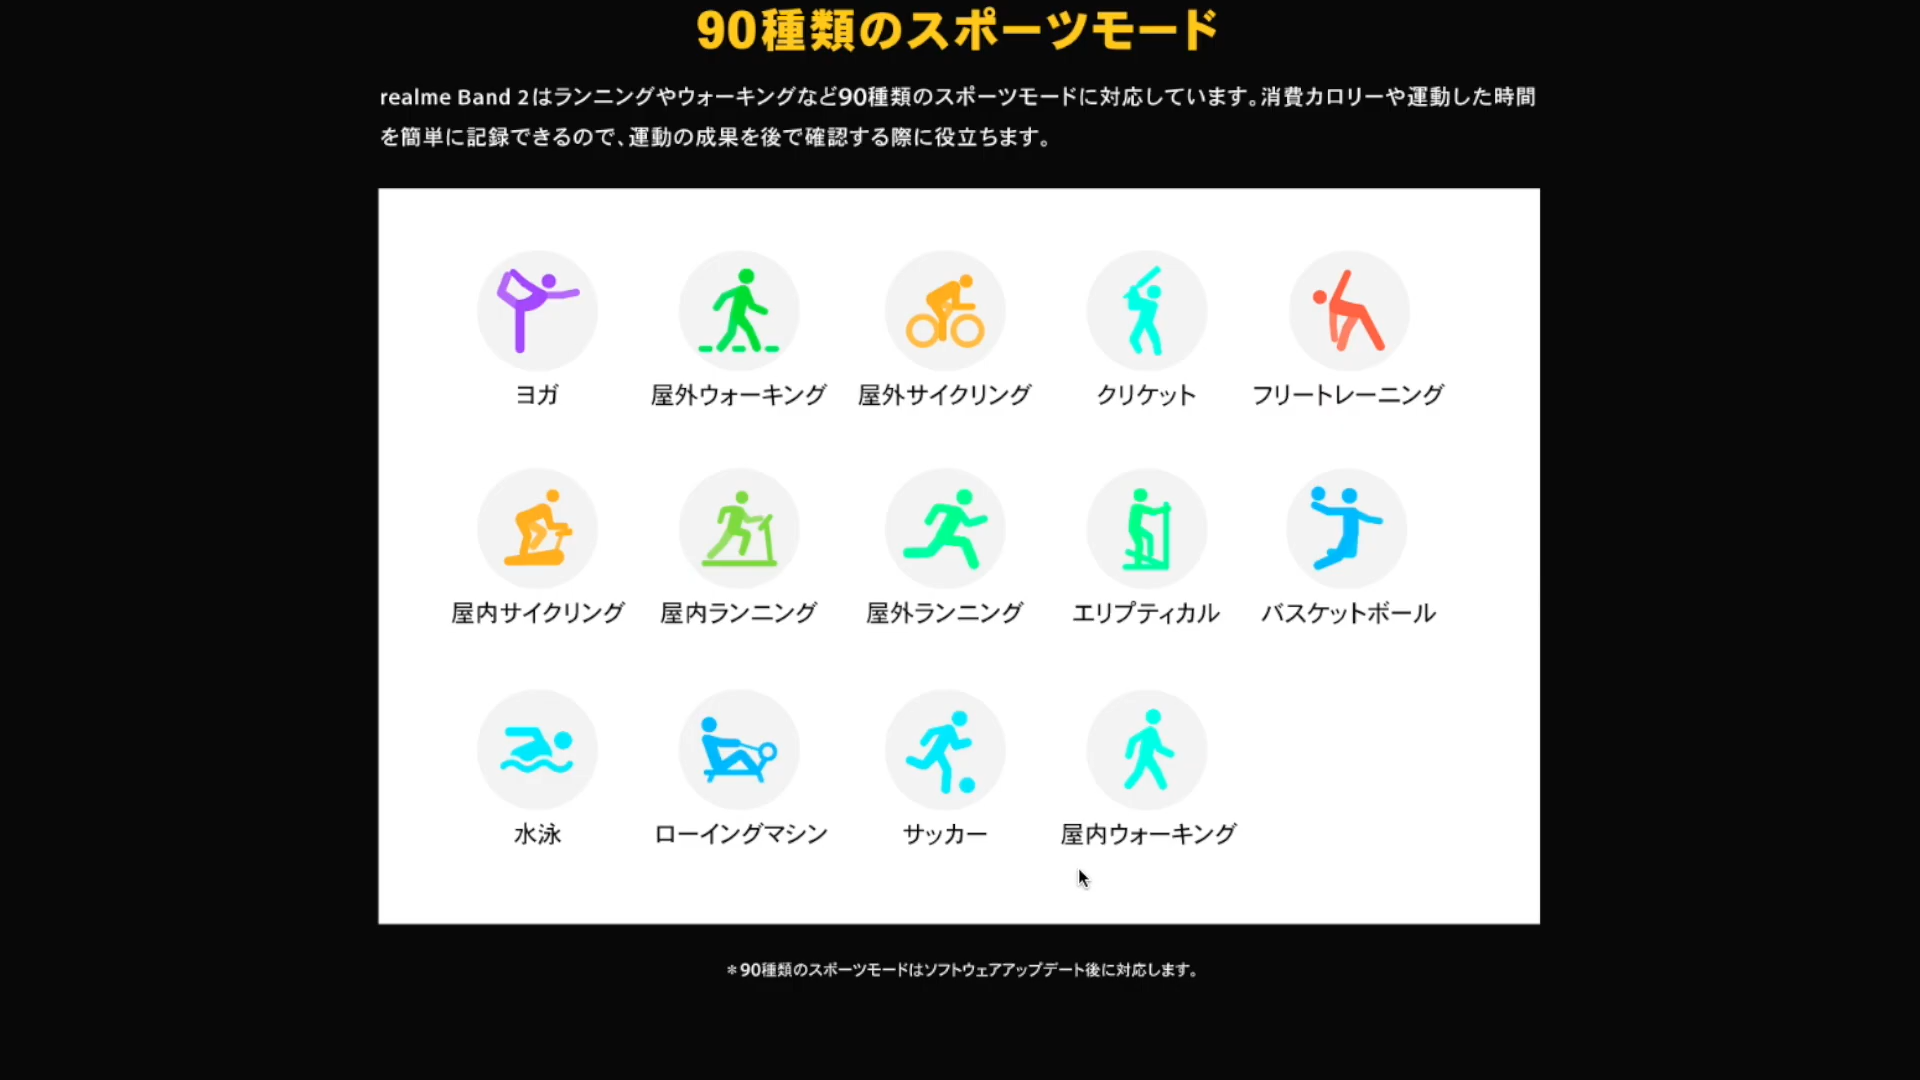 90種類のスポーツモード
realme Band 2はランニングやウォーキングなど90種類のスポーツモードに対応しています。消費カロリーや運動した時間
を簡単に記録できるので、運動の成果を後で確認する際に役立ちます。
ヨガ
屋外ウォーキング
屋外サイクリング
クリケット
フリートレーニング
屋内サイクリング
屋内ランニング
屋外ランニング
エリプティカル
バスケットボール
水泳
ローイングマシン
サッカー
屋内ウォーキング
＊90種類のスポーツモードはソフトウェアアップデート後に対応します。